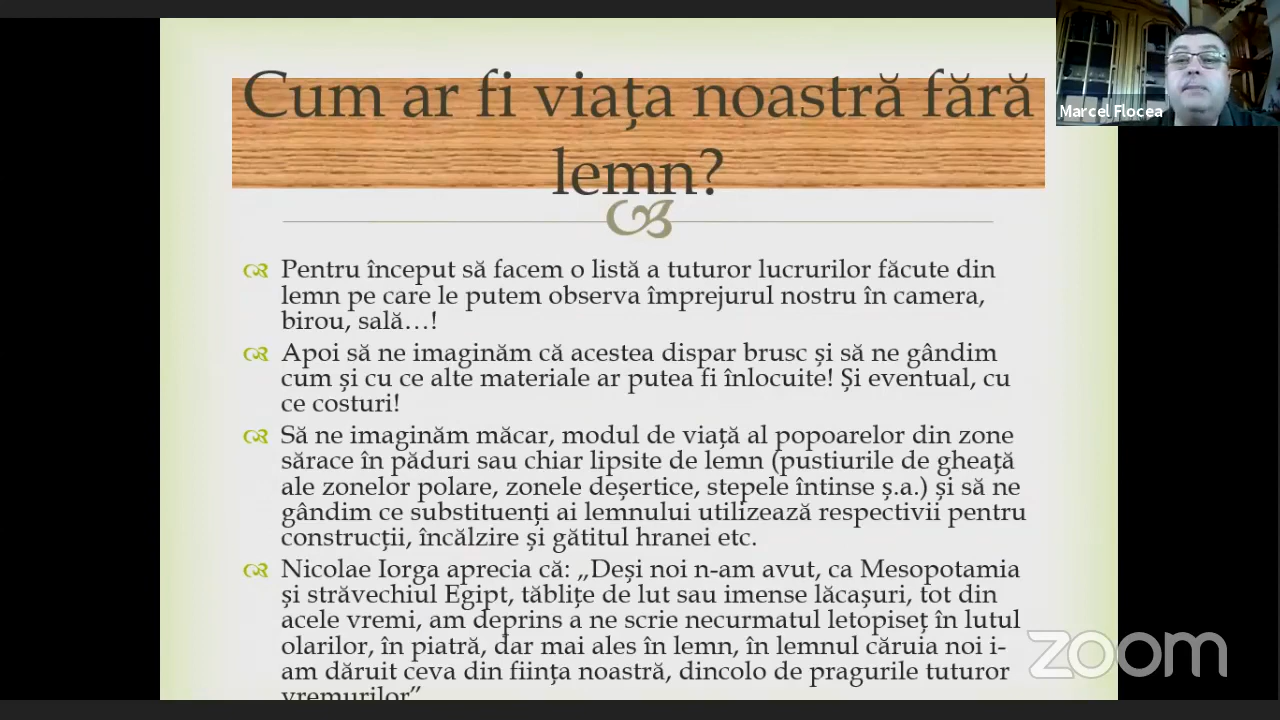 Cum ar fi viața noastră fără
lemn?
Marcel Flocea
Pentru început să facem o listă a tuturor lucrurilor făcute din
lemn pe care le putem observa împrejurul nostru în camera,
birou, sală…!
Apoi să ne imaginăm că acestea dispar brusc și să ne gândim
cum și cu ce alte materiale ar putea fi înlocuite! Și eventual, cu
ce costuri!
Să ne imaginăm măcar, modul de viață al popoarelor din zone
sărace în păduri sau chiar lipsite de lemn (pustiurile de gheață
ale zonelor polare, zonele deșertice, stepele întinse ș.a.) și să ne
gândim ce substituenți ai lemnului utilizează respectivii pentru
construcții, încălzire și gătitul hranei etc.
Nicolae Iorga aprecia că: „Deși noi n-am avut, ca Mesopotamia
și străvechiul Egipt, tăblițe de lut sau imense lăcașuri, tot din
acele vremi, am deprins a ne scrie necurmatul letopiseț în lutul
olarilor, în piatră, dar mai ales în lemn, în lemnul căruia noi i-
am dăruit ceva din ființa noastră, dincolo de pragurile tuturor
vremurilor”
zoom